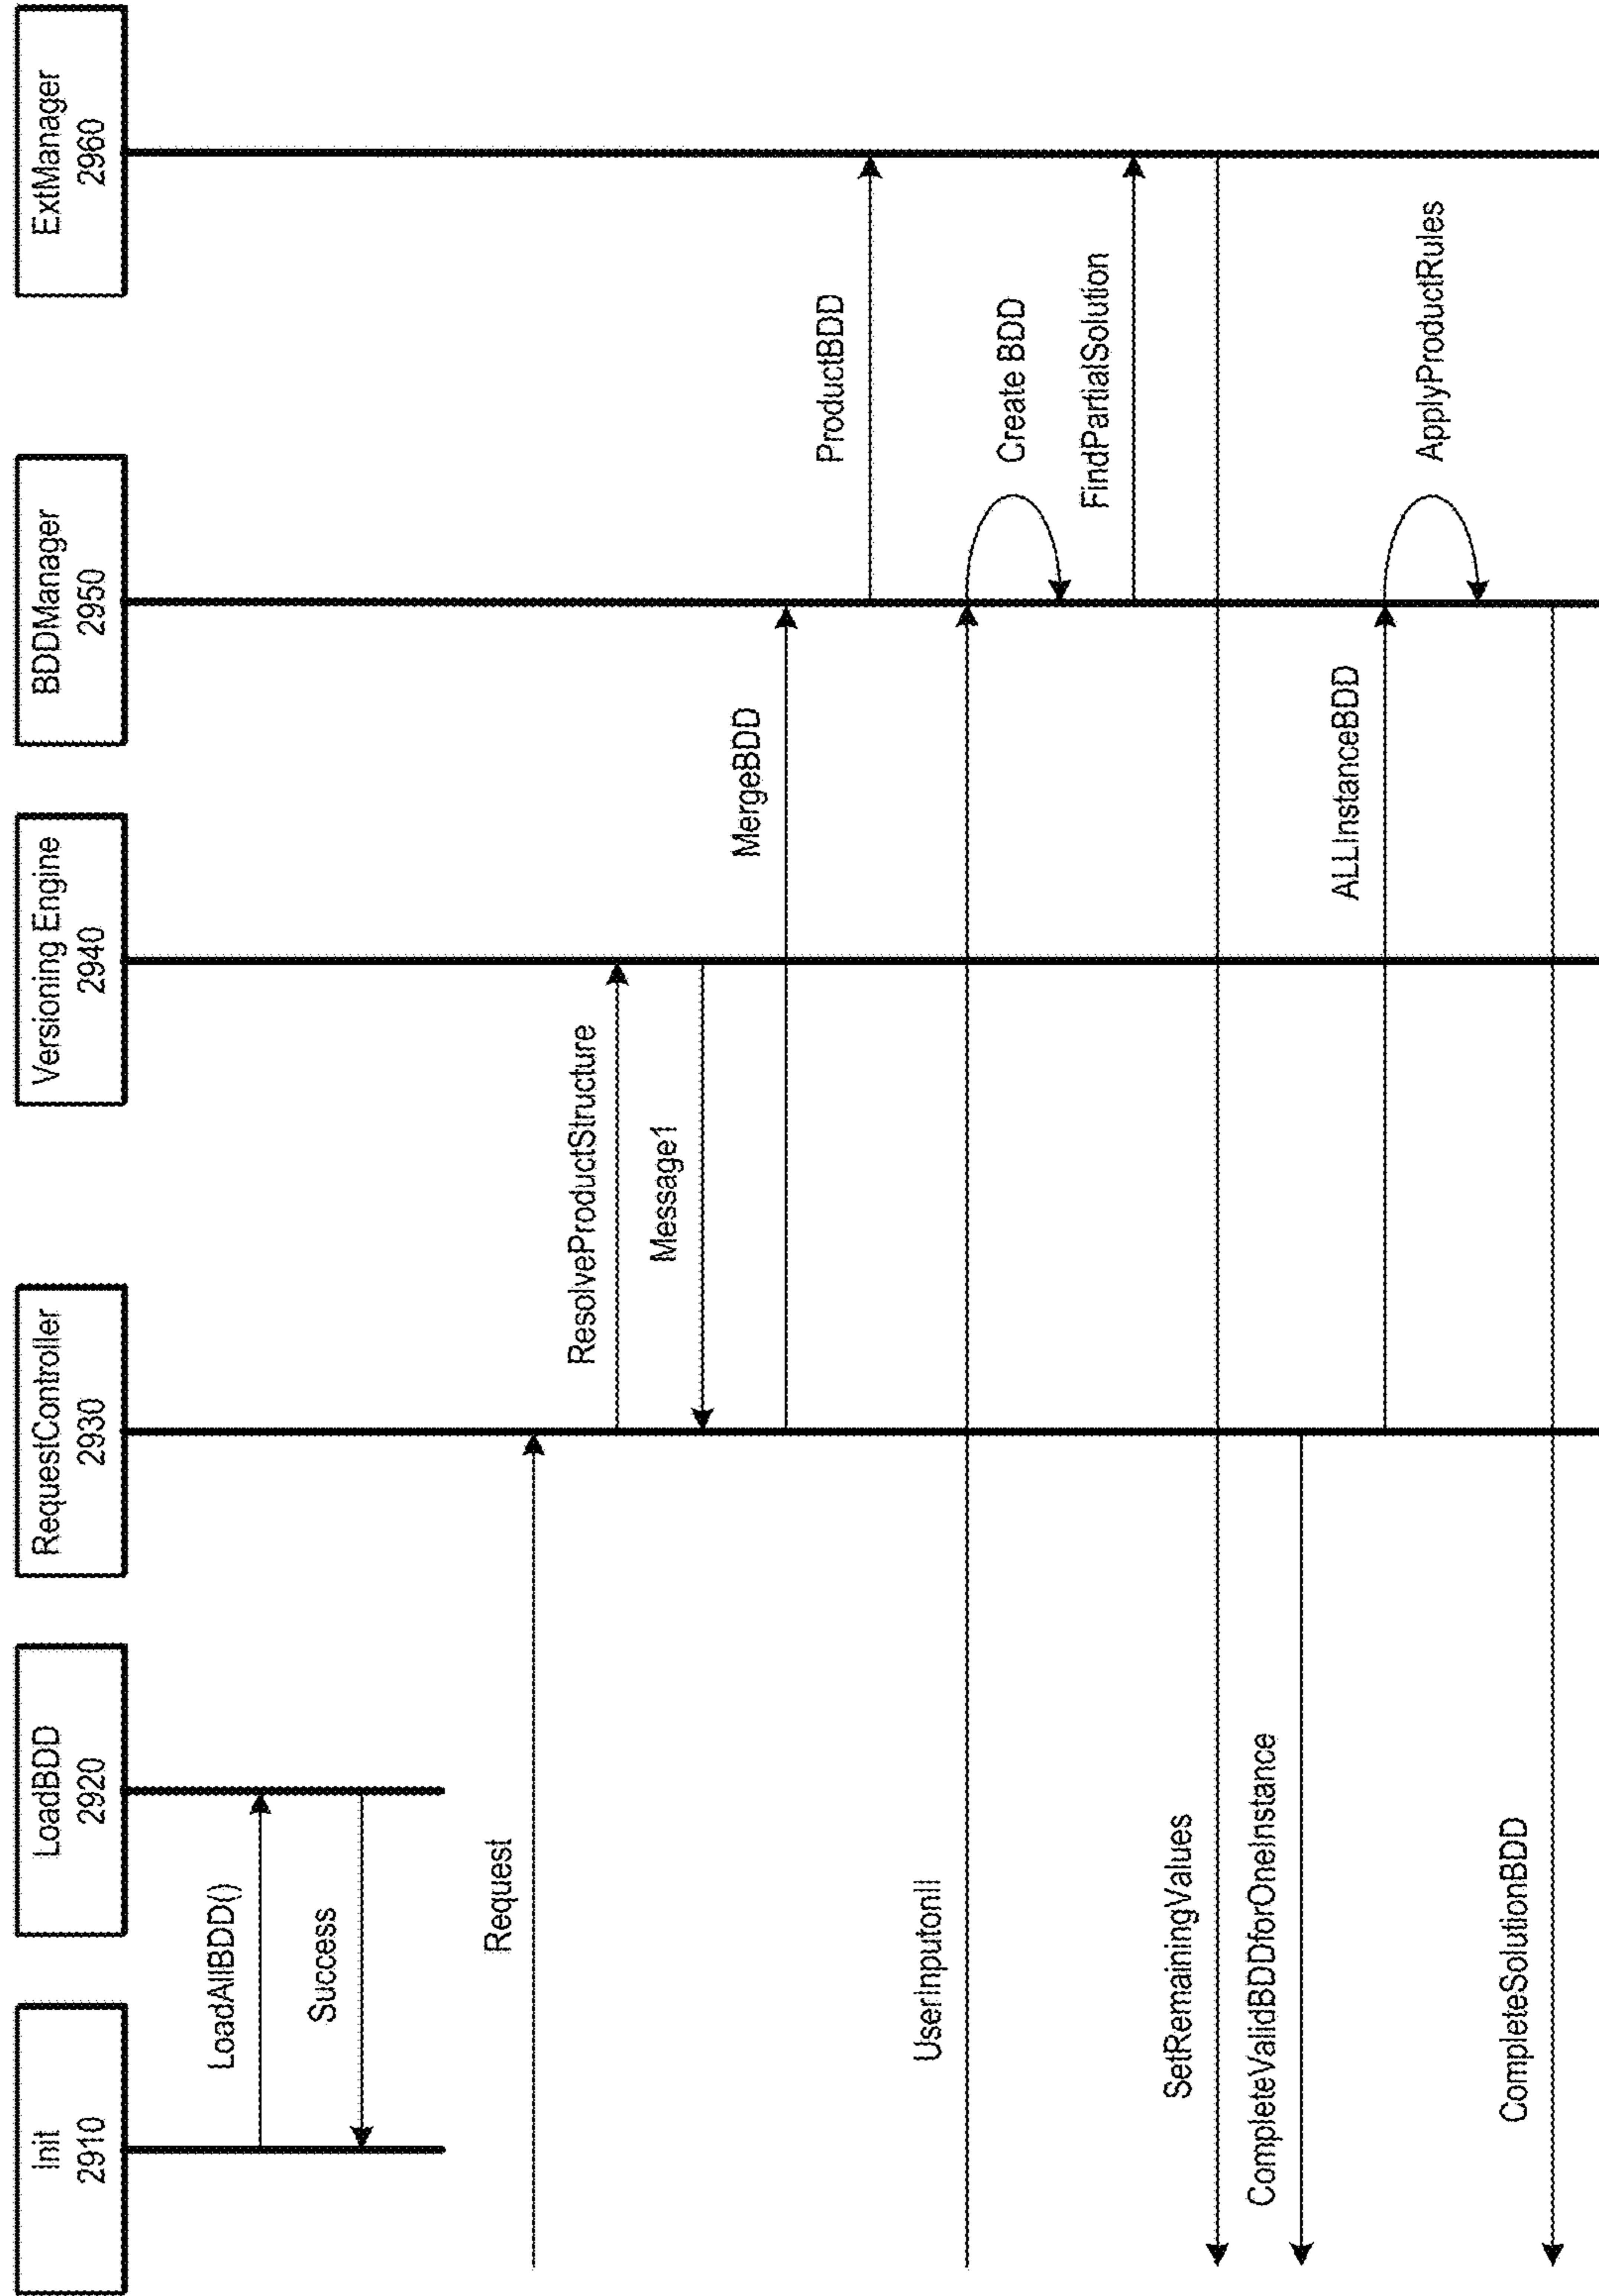 Init
2910
LoadBDD
2920
RequestController
2930
Versioning Engine
2940
BDDManager
2950
ExtManager
2960
LoadAllBDD()
Success
Request
ResolveProductStructure
Message1
MergeBDD
ProductBDD
UserInputonII
Create BDD
FindPartialSolution
SetRemainingValues
CompleteValidBDDforOneInstance
ALLInstanceBDD
ApplyProductRules
CompleteSolutionBDD